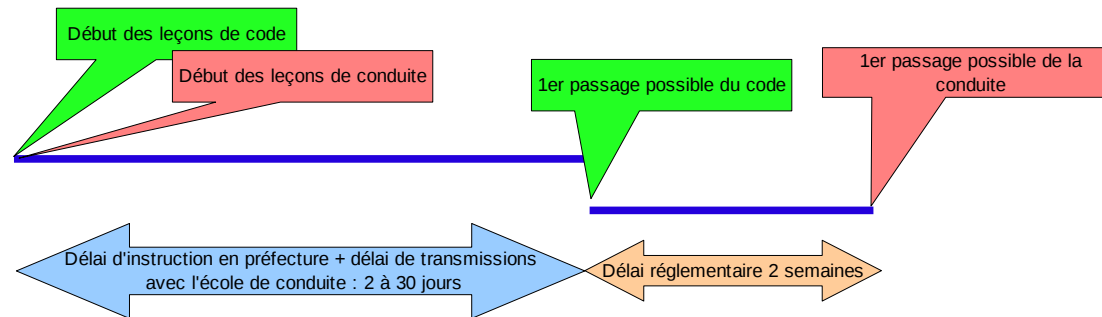 Début des leçons de code
Début des leçons de conduite
1er passage possible du code
1er passage possible de la
conduite
Délai d'instruction en préfecture + délai de transmissions
avec l'école de conduite : 2 à 30 jours
Délai réglementaire 2 semaines